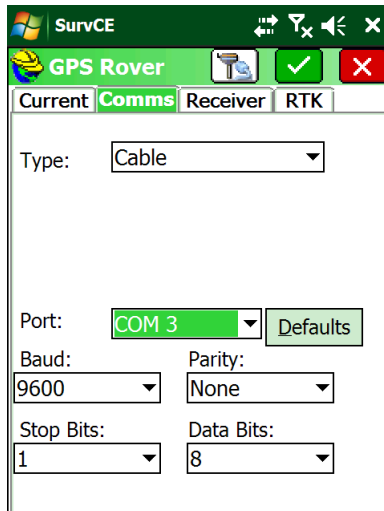 SurvCE
GPS Rover
Current Comms Receiver RTK
Type: Cable
Port: COM 3 Defaults
Baud: Parity:
9600 None
Stop Bits: Data Bits:
1 8